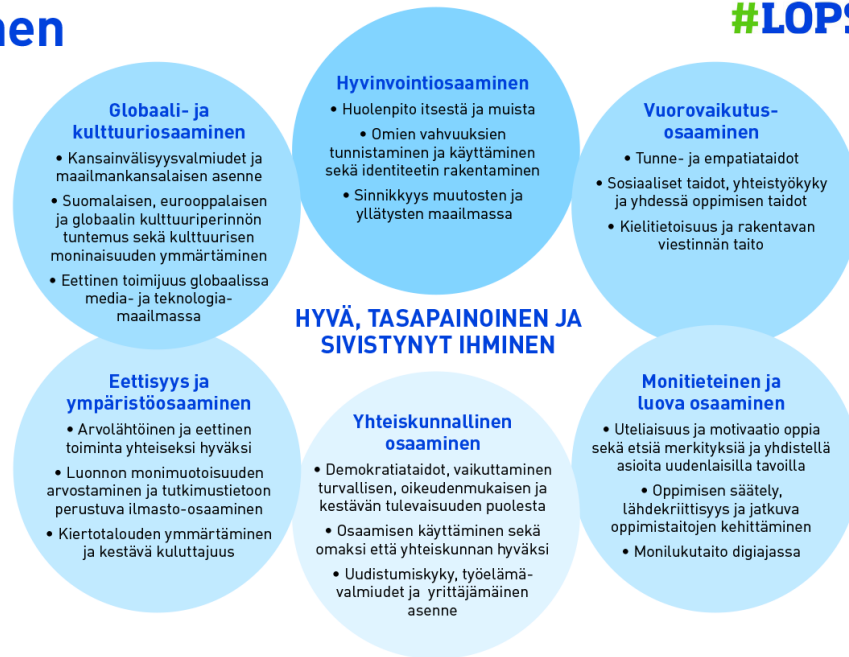 #LOPS
Hyvinvointiosaaminen
• Huolenpito itsestä ja muista
• Omien vahvuuksien
tunnistaminen ja käyttäminen
sekä identiteetin rakentaminen
• Sinnikkyys muutosten ja
yllätysten maailmassa
Globaali- ja
kulttuuriosaaminen
• Kansainvälisyysvalmiudet ja
maailmankansalaisen asenne
• Suomalaisen, eurooppalaisen
ja globaalin kulttuuriperinnön
tuntemus sekä kulttuurisen
moninaisuuden ymmärtäminen
• Eettinen toimijuus globaalissa
media- ja teknologia-
maailmassa
Vuorovaikutus-
osaaminen
• Tunne- ja empatiataidot
• Sosiaaliset taidot, yhteistyökyky
ja yhdessä oppimisen taidot
• Kielitietoisuus ja rakentavan
viestinnän taito
HYVÄ, TASAPAINOINEN JA
SIVISTYNYT IHMINEN
Eettisyys ja
ympäristöosaaminen
• Arvolähtöinen ja eettinen
toiminta yhteiseksi hyväksi
• Luonnon monimuotoisuuden
arvostaminen ja tutkimustietoon
perustuva ilmasto-osaaminen
• Kiertotalouden ymmärtäminen
ja kestävä kuluttajuus
Yhteiskunnallinen
osaaminen
• Demokratiataidot, vaikuttaminen
turvallisen, oikeudenmukaisen ja
kestävän tulevaisuuden puolesta
• Osaamisen käyttäminen sekä
omaksi että yhteiskunnan hyväksi
• Uudistumiskyky, työelämä-
valmiudet ja yrittäjämäinen
asenne
Monitieteinen ja
luova osaaminen
• Uteliaisuus ja motivaatio oppia
sekä etsiä merkityksiä ja yhdistellä
asioita uudenlaisilla tavoilla
• Oppimisen säätely,
lähdekriittisyys ja jatkuva
oppimistaitojen kehittäminen
• Monilukutaito digiajassa